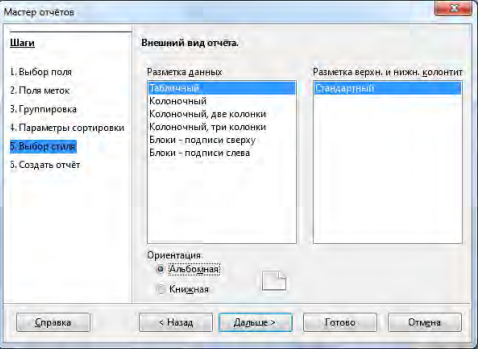 Мастер отчётов
Шаги
1. Выбор поля
2. Поля меток
3. Группировка
4. Параметры сортировки
5. Выбор стиля
6. Создать отчёт
Внешний вид отчёта.
Разметка данных
Табличный
Колоночный
Колоночный, две колонки
Колоночный, три колонки
Блоки - подписи сверху
Блоки - подписи слева
Разметка верхн. и нижн. колонтит
Стандартный
Ориентация
Альбомная
Книжная
Справка
< Назад
Дальше >
Готово
Отмена